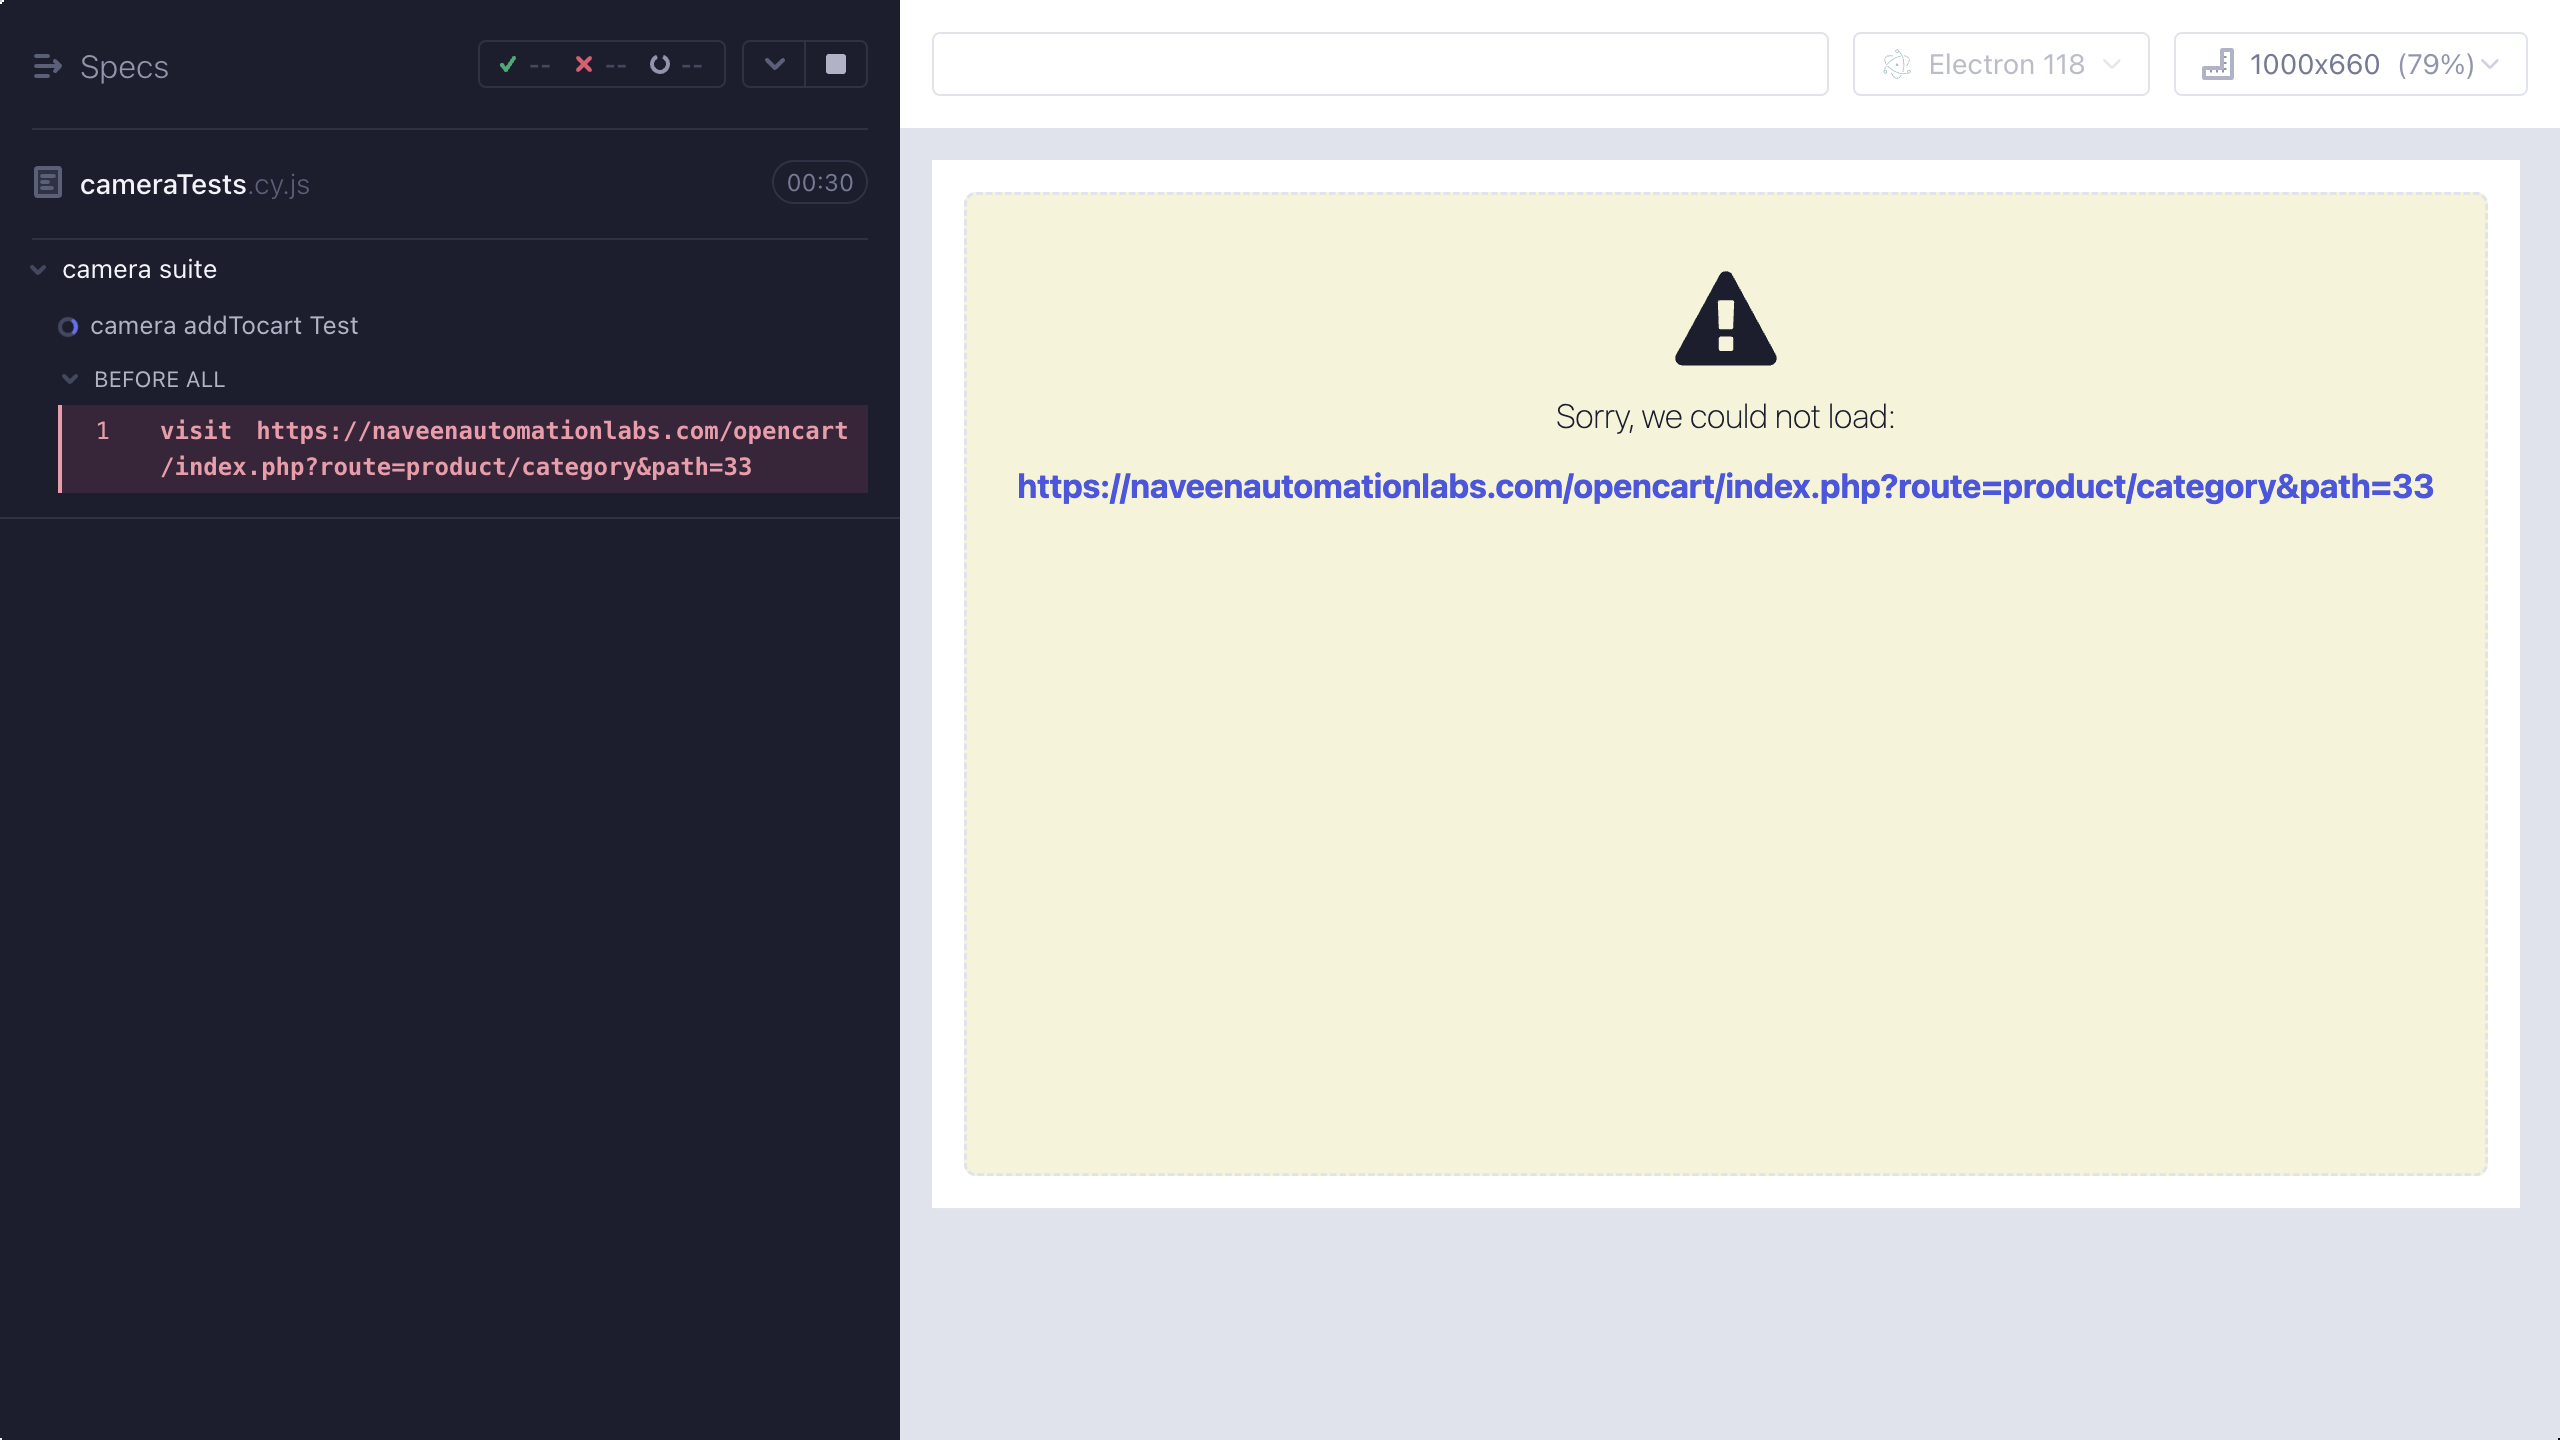 Specs
--
--
--
cameraTests.cy.js
00:30
camera suite
camera addTocart Test
BEFORE ALL
1 visit https://naveenautomationlabs.com/opencart
/index.php?route=product/category&path=33
Electron 118
1000x660 (79%)
Sorry, we could not load:
https://naveenautomationlabs.com/opencart/index.php?route=product/category&path=33